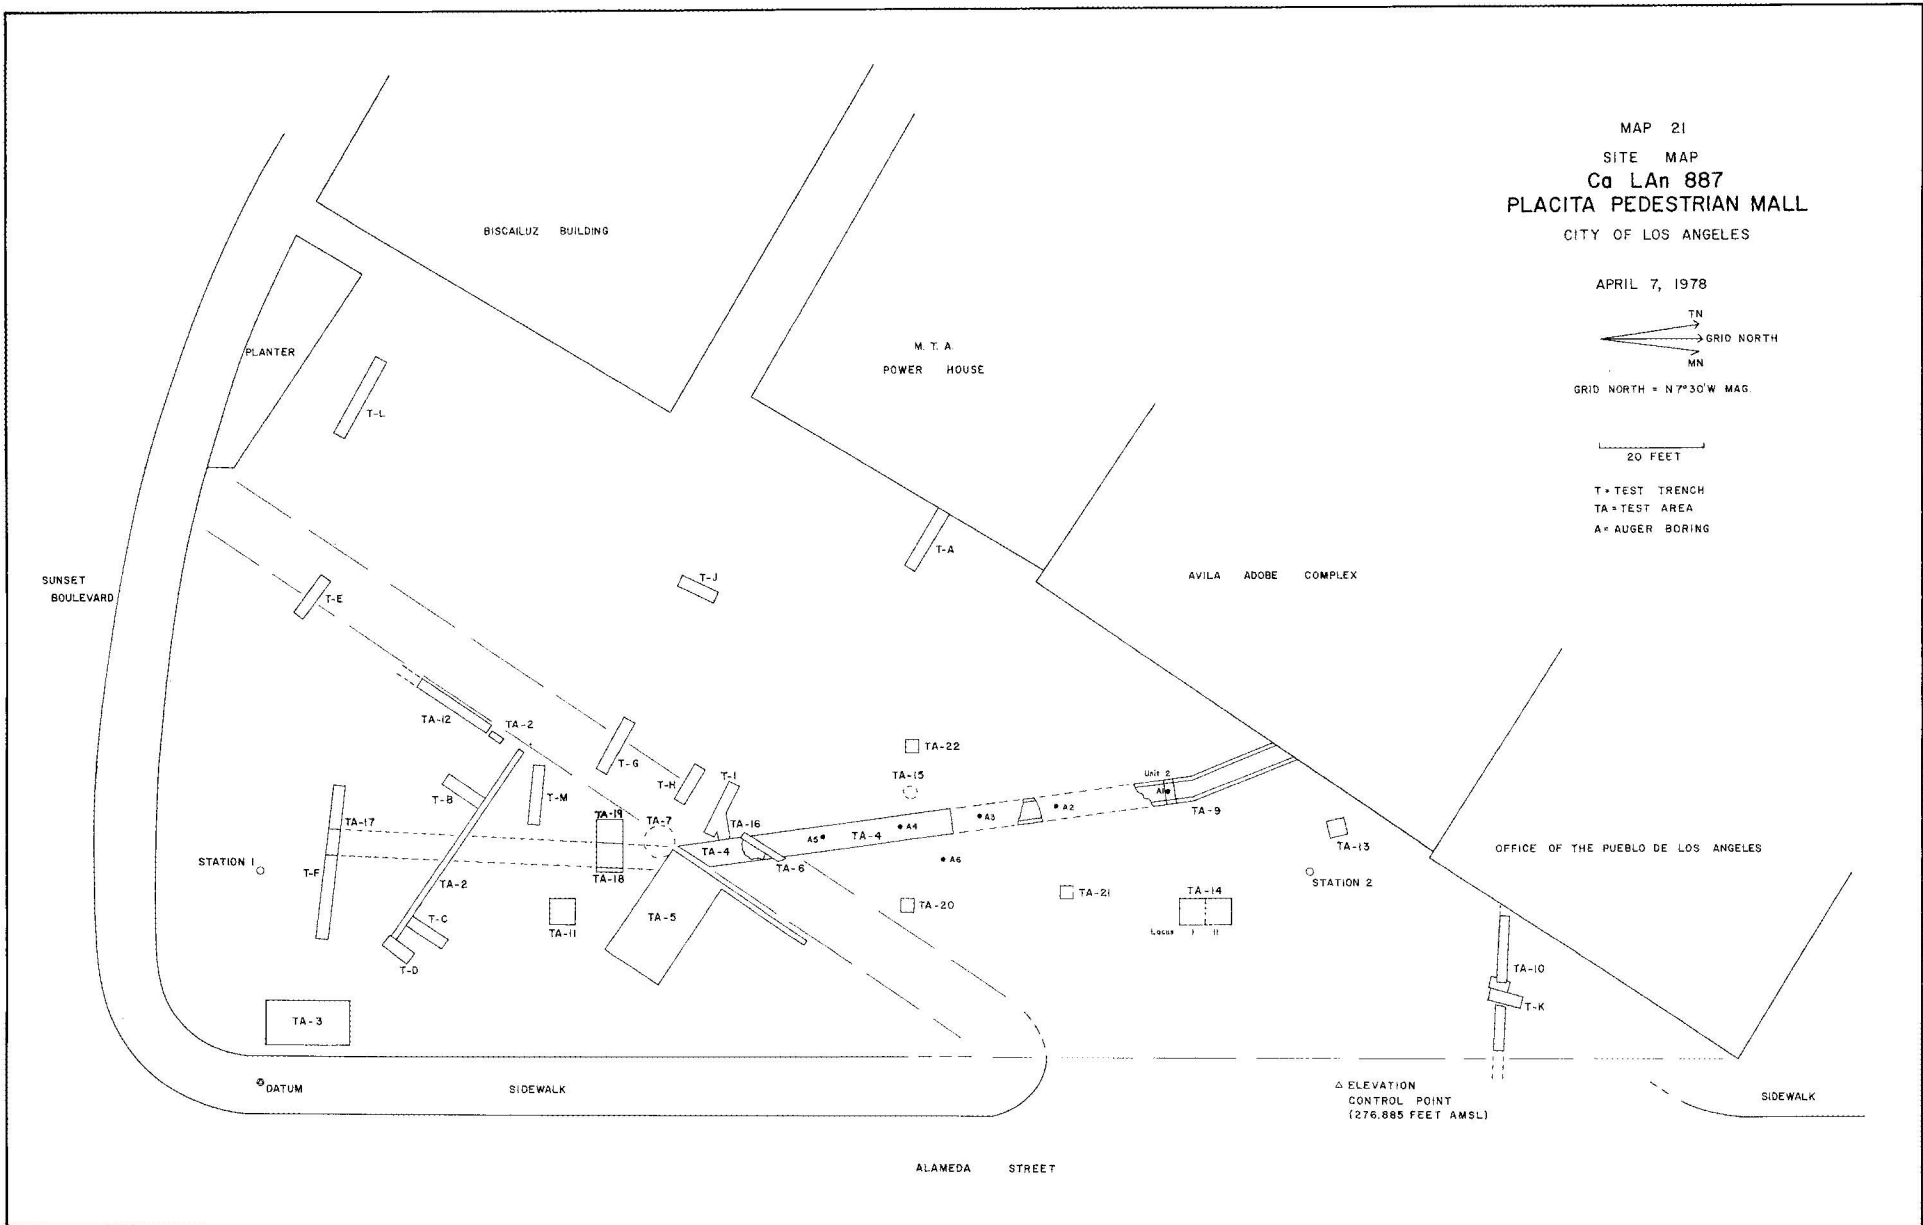 MAP 21
SITE MAP
Ca LAn 887
PLACITA PEDESTRIAN MALL
CITY OF LOS ANGELES
APRIL 7, 1978
TN
GRID NORTH
MN
GRID NORTH = N 7°30'W MAG.
20 FEET
T = TEST TRENCH
TA = TEST AREA
A = AUGER BORING
BISCAILUZ BUILDING
PLANTER
M. T. A.
POWER HOUSE
T-L
T-A
T-J
AVILA ADOBE COMPLEX
SUNSET
BOULEVARD
T-E
TA-12
TA-2
TA-22
T-G
TA-15
T-H
T-I
Unit 2
A1
T-B
T-M
A2
TA-9
TA-17
TA-19
TA-7
TA-16
A3
A4
TA-4
A5
TA-4
TA-13
OFFICE OF THE PUEBLO DE LOS ANGELES
STATION 1
T-F
TA-18
TA-6
A6
STATION 2
TA-2
TA-21
TA-14
TA-20
T-C
TA-11
TA-5
Locus I II
T-D
TA-10
T-K
TA-3
DATUM
SIDEWALK
ELEVATION
CONTROL POINT
(276.885 FEET AMSL)
SIDEWALK
ALAMEDA STREET